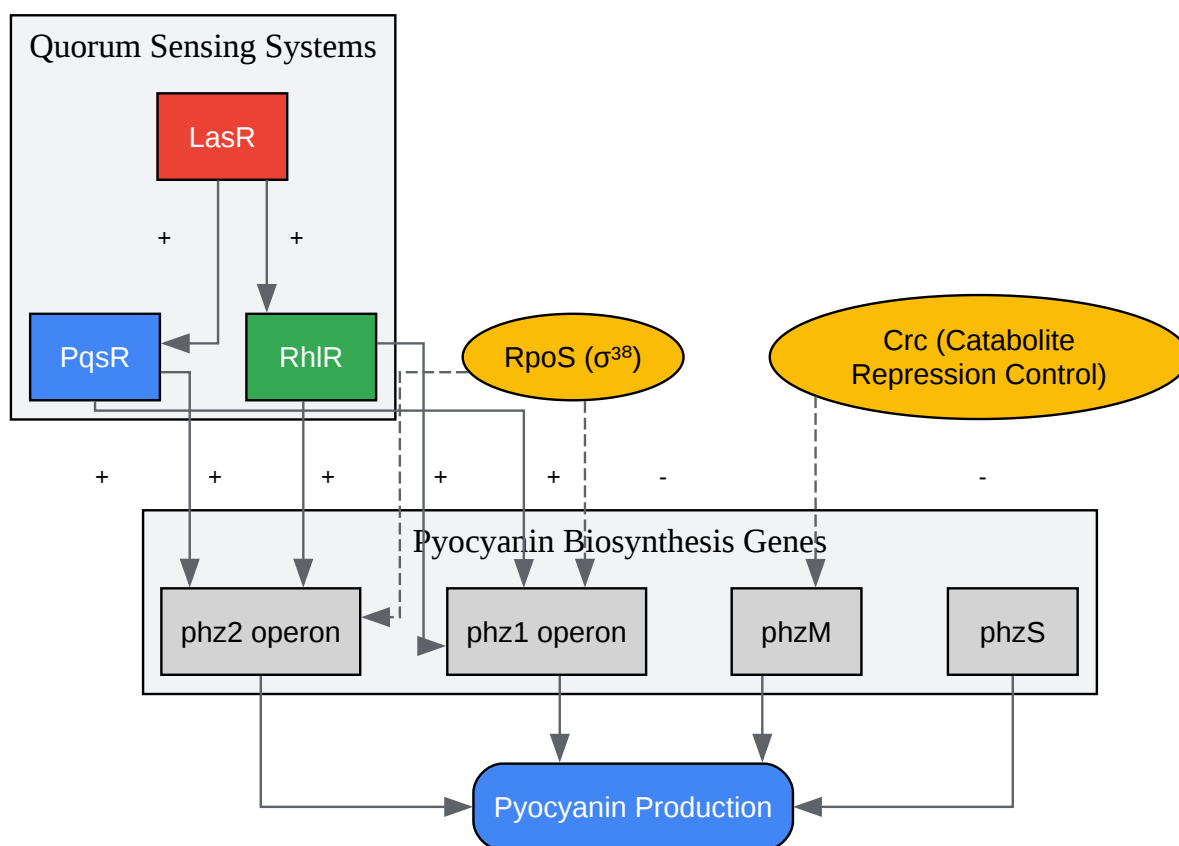 Quorum Sensing Systems
LasR
+
+
PqsR
RhlR
RpoS (σ³⁸)
Crc (Catabolite
Repression Control)
+
+
+
+
+
-
-
Pyocyanin Biosynthesis Genes
phz2 operon
phz1 operon
phzM
phzS
Pyocyanin Production